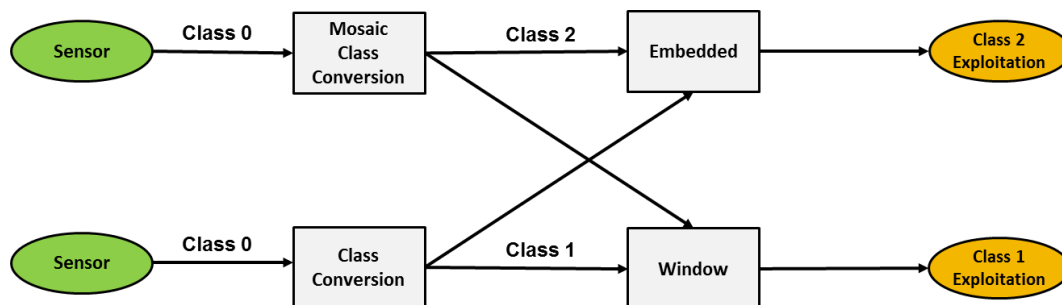 Sensor
Class 0
Mosaic
Class
Conversion
Class 2
Embedded
Class 2
Exploitation
Sensor
Class 0
Class
Conversion
Class 1
Window
Class 1
Exploitation